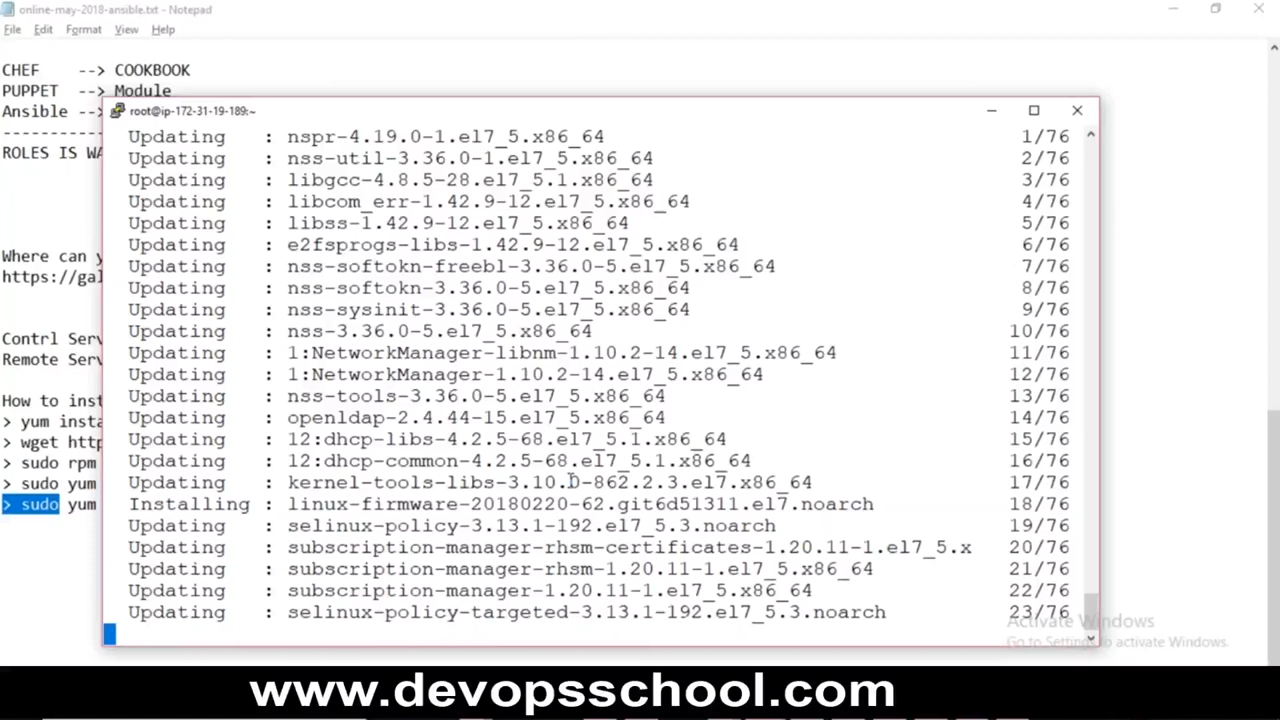 online-may-2018-ansible.txt - Notepad
File Edit Format View Help
CHEF --> COOKBOOK
PUPPET --> Module
Ansible -->
-----------
ROLES IS WA
Where can y
https://gal
Contrl Serv
Remote Serv
How to inst
> yum insta
> wget http
> sudo rpm
> sudo yum
> sudo yum
root@ip-172-31-19-189:~
Updating : nspr-4.19.0-1.el7_5.x86_64 1/76
Updating : nss-util-3.36.0-1.el7_5.x86_64 2/76
Updating : libgcc-4.8.5-28.el7_5.1.x86_64 3/76
Updating : libcom_err-1.42.9-12.el7_5.x86_64 4/76
Updating : libss-1.42.9-12.el7_5.x86_64 5/76
Updating : e2fsprogs-libs-1.42.9-12.el7_5.x86_64 6/76
Updating : nss-softokn-freebl-3.36.0-5.el7_5.x86_64 7/76
Updating : nss-softokn-3.36.0-5.el7_5.x86_64 8/76
Updating : nss-sysinit-3.36.0-5.el7_5.x86_64 9/76
Updating : nss-3.36.0-5.el7_5.x86_64 10/76
Updating : 1:NetworkManager-libnm-1.10.2-14.el7_5.x86_64 11/76
Updating : 1:NetworkManager-1.10.2-14.el7_5.x86_64 12/76
Updating : nss-tools-3.36.0-5.el7_5.x86_64 13/76
Updating : openldap-2.4.44-15.el7_5.x86_64 14/76
Updating : 12:dhcp-libs-4.2.5-68.el7_5.1.x86_64 15/76
Updating : 12:dhcp-common-4.2.5-68.el7_5.1.x86_64 16/76
Updating : kernel-tools-libs-3.10.0-862.2.3.el7.x86_64 17/76
Installing : linux-firmware-20180220-62.git6d51311.el7.noarch 18/76
Updating : selinux-policy-3.13.1-192.el7_5.3.noarch 19/76
Updating : subscription-manager-rhsm-certificates-1.20.11-1.el7_5.x 20/76
Updating : subscription-manager-rhsm-1.20.11-1.el7_5.x86_64 21/76
Updating : subscription-manager-1.20.11-1.el7_5.x86_64 22/76
Updating : selinux-policy-targeted-3.13.1-192.el7_5.3.noarch 23/76
Activate Windows
Go to Settings to activate Windows.
www.devopsschool.com